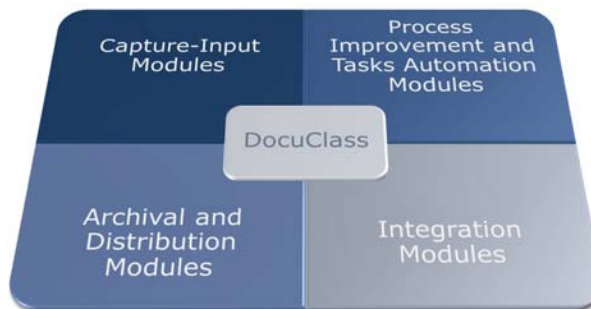 Capture-Input
Modules
Process
Improvement and
Tasks Automation
Modules
DocuClass
Archival and
Distribution
Modules
Integration
Modules